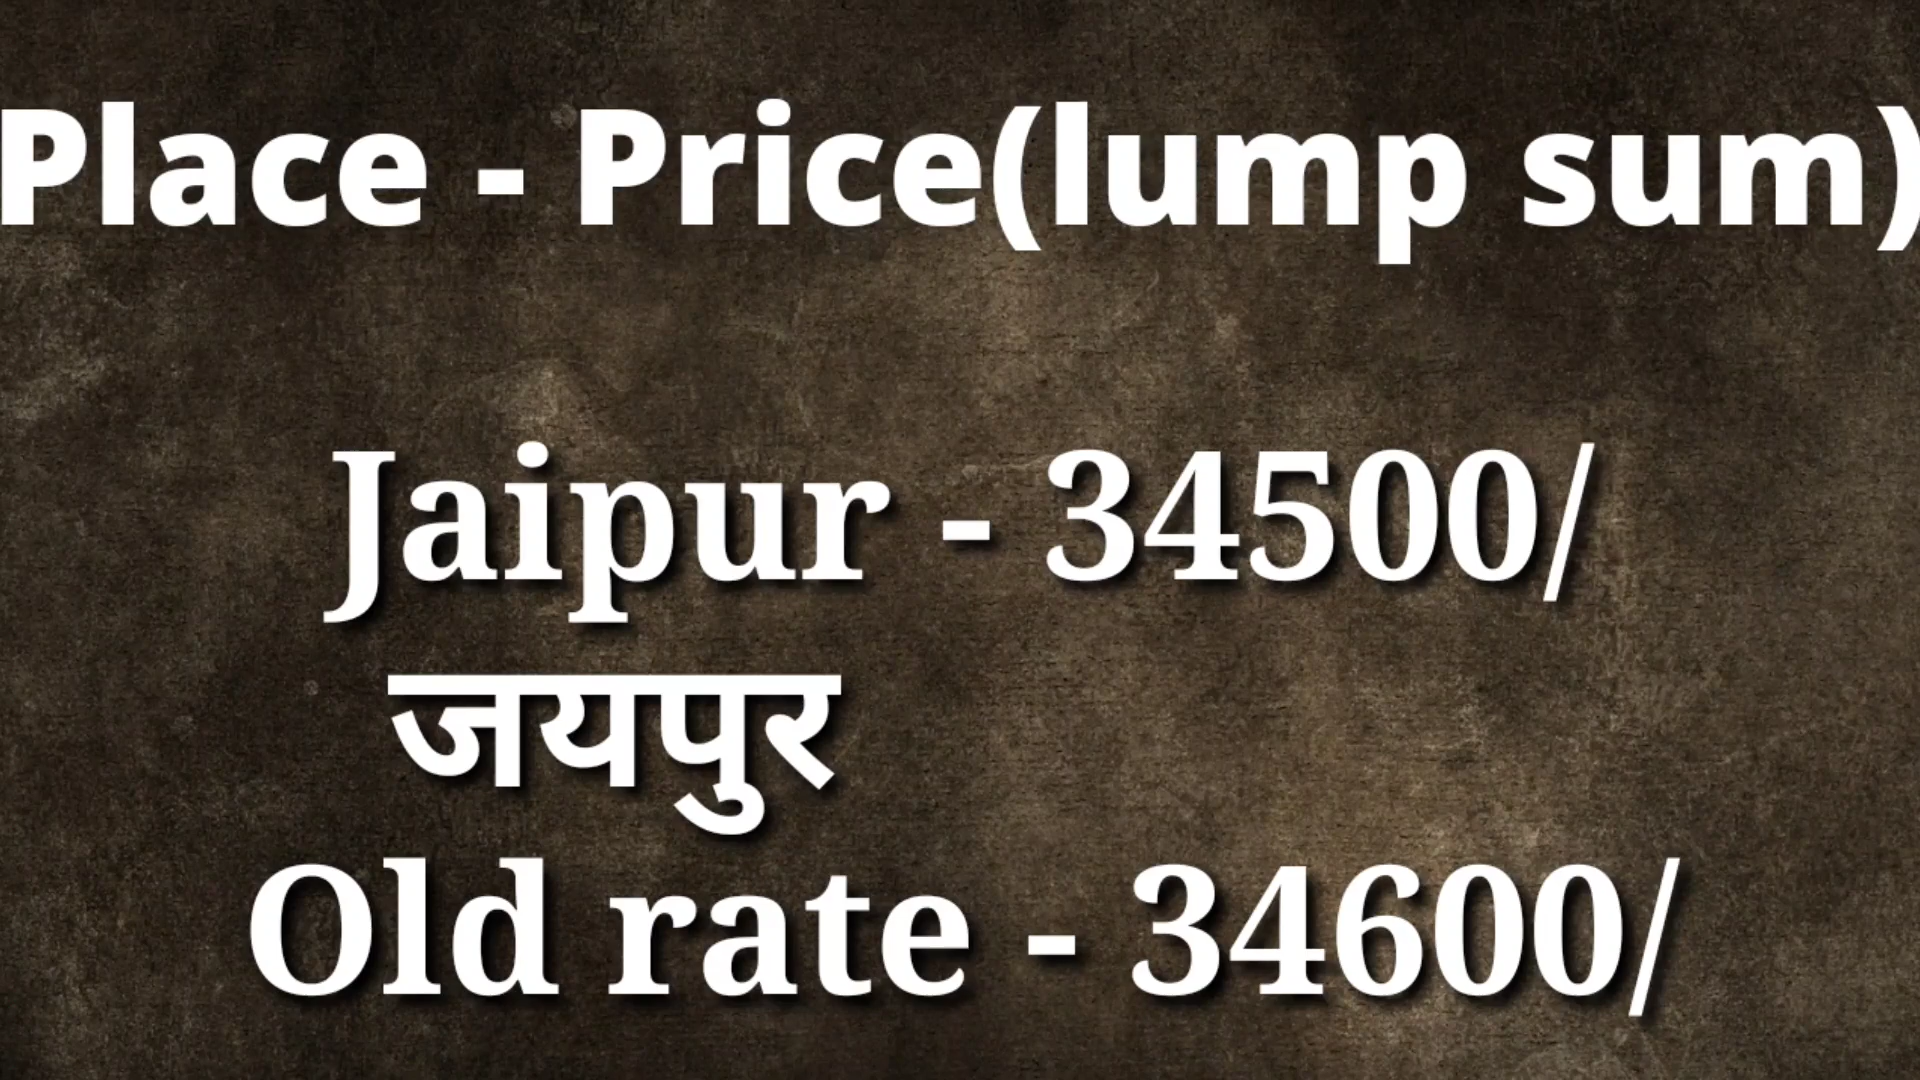 Place - Price(lump sum)
Jaipur - 34500/
जयपुर
Old rate - 34600/